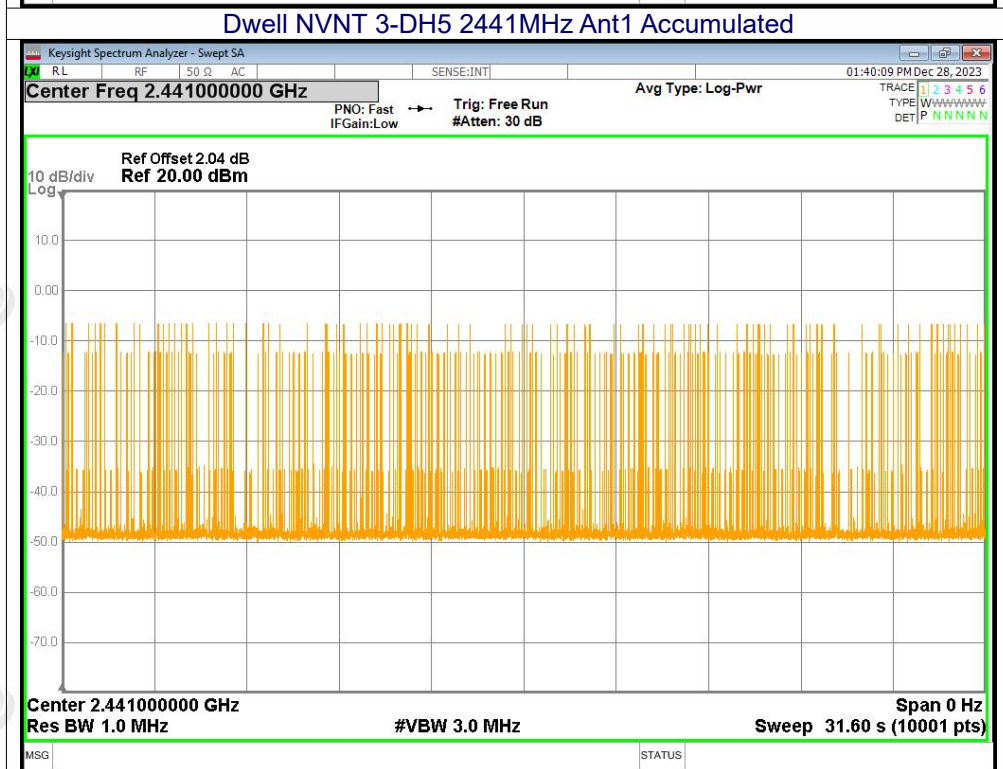 Dwell NVNT 3-DH5 2441MHz Ant1 Accumulated
Keysight Spectrum Analyzer - Swept SA
LXI RL RF 50 Ω AC SENSE:INT 01:40:09 PM Dec 28, 2023
Center Freq 2.441000000 GHz Avg Type: Log-Pwr TRACE 1 2 3 4 5 6
PNO: Fast Trig: Free Run TYPE WWWWWW
IFGain:Low #Atten: 30 dB DET P N N N N N
Ref Offset 2.04 dB
10 dB/div Ref 20.00 dBm
Log
10.0
0.00
-10.0
-20.0
-30.0
-40.0
-50.0
-60.0
-70.0
Center 2.441000000 GHz Span 0 Hz
Res BW 1.0 MHz #VBW 3.0 MHz Sweep 31.60 s (10001 pts)
MSG STATUS